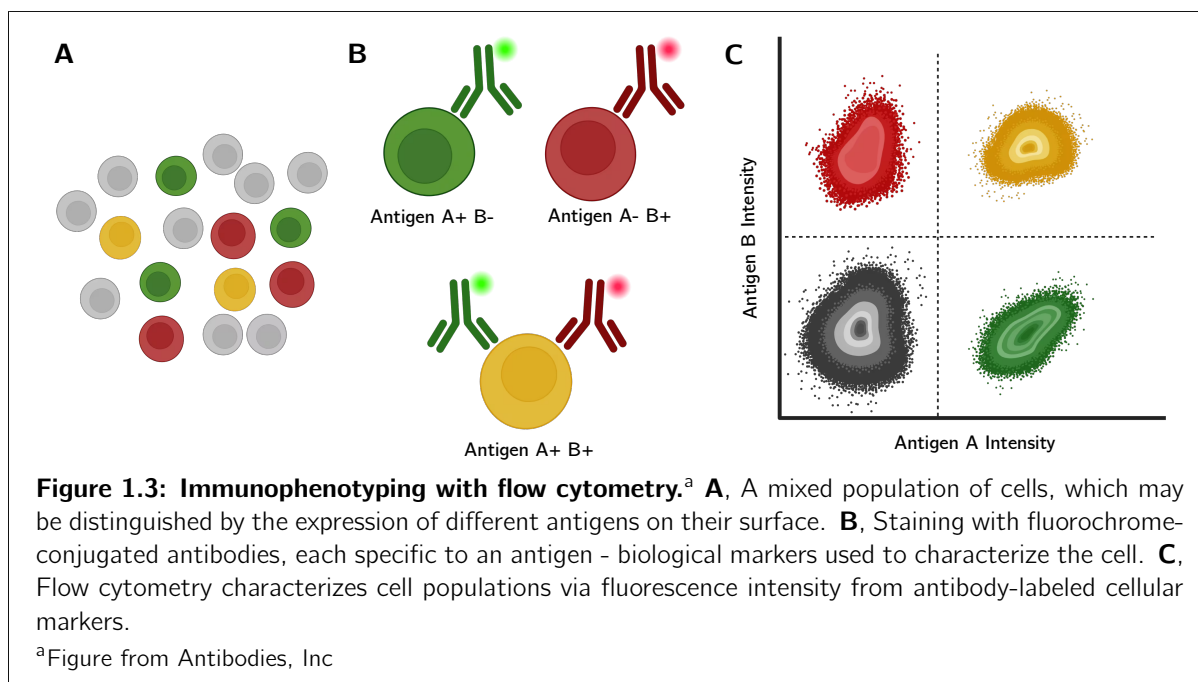 A
B
C
Antigen A+ B-
Antigen A- B+
Antigen A+ B+
Antigen B Intensity
Antigen A Intensity
Figure 1.3: Immunophenotyping with flow cytometry.a A, A mixed population of cells, which may
be distinguished by the expression of different antigens on their surface. B, Staining with fluorochrome-
conjugated antibodies, each specific to an antigen - biological markers used to characterize the cell. C,
Flow cytometry characterizes cell populations via fluorescence intensity from antibody-labeled cellular
markers.
aFigure from Antibodies, Inc